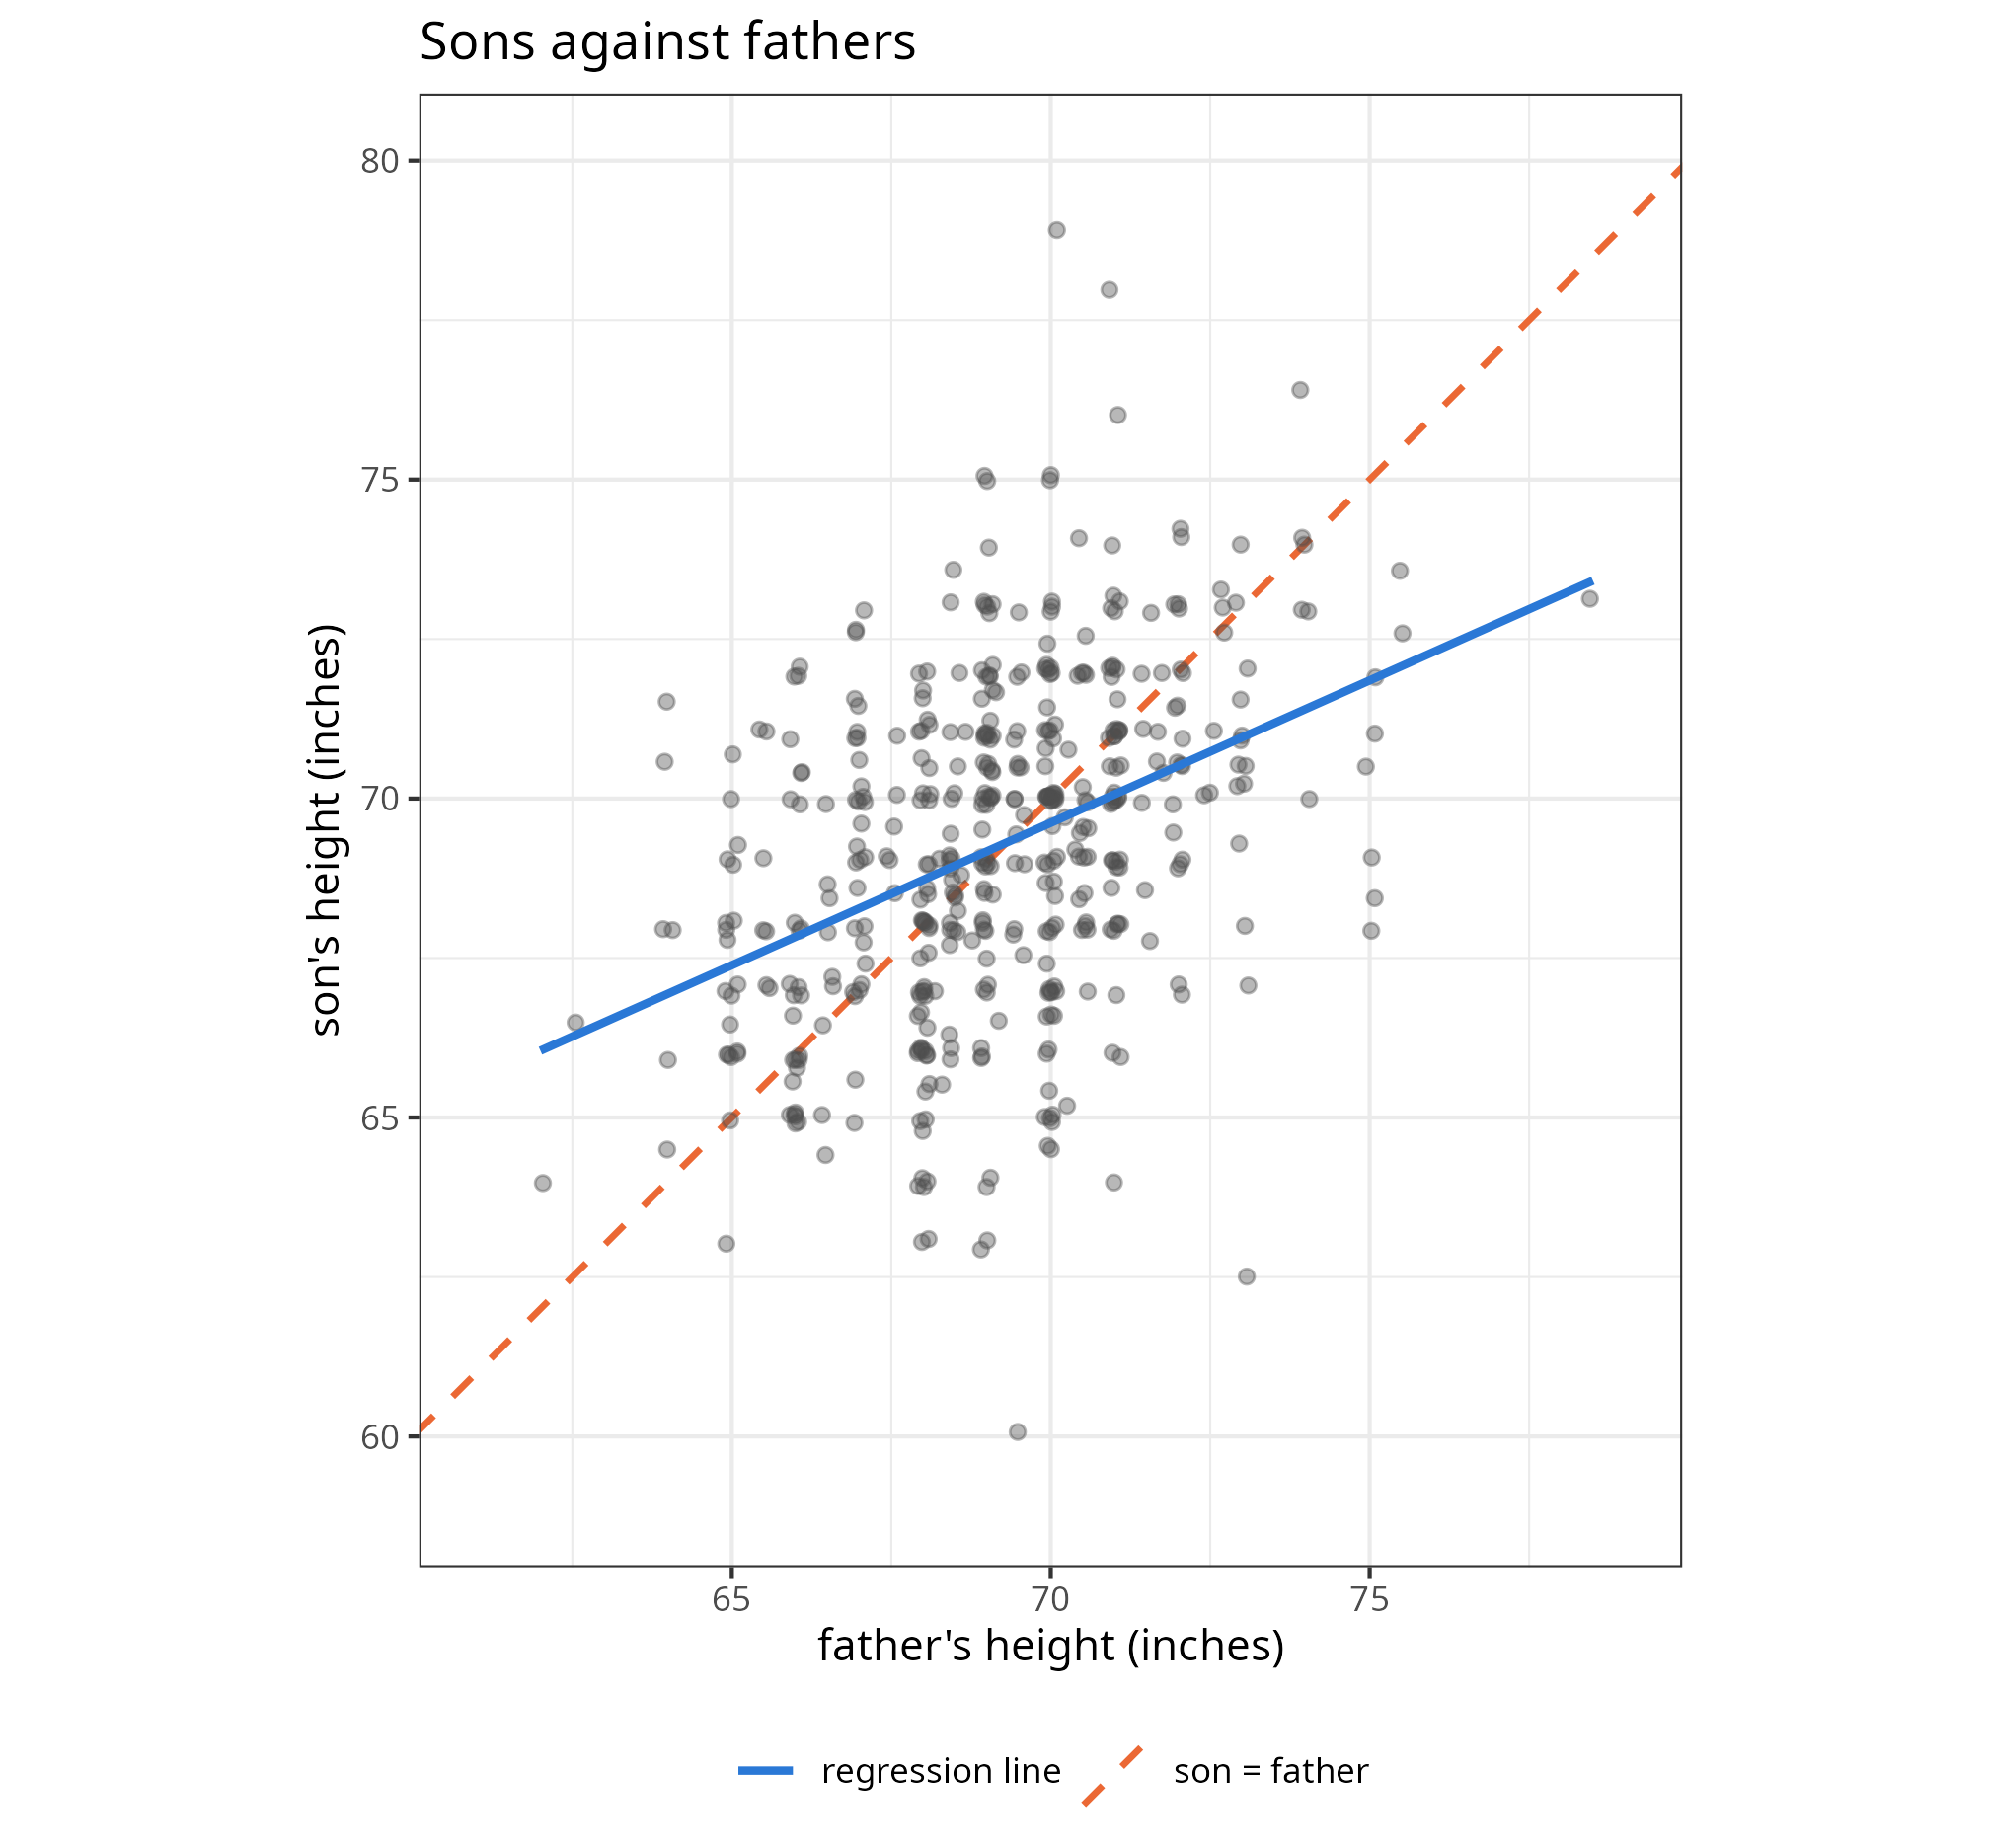 Sons against fathers
80
75
70
65
60
son's height (inches)
65 70 75
father's height (inches)
regression line son = father